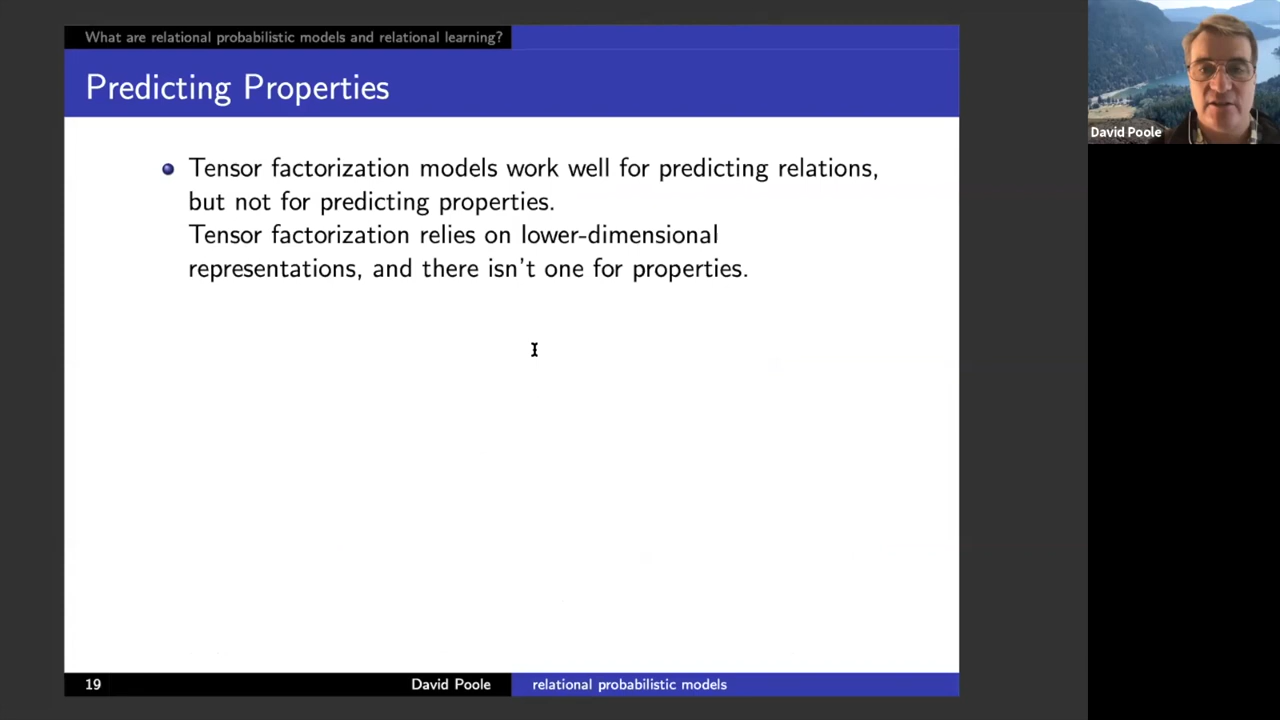 What are relational probabilistic models and relational learning?
Predicting Properties
Tensor factorization models work well for predicting relations,
but not for predicting properties.
Tensor factorization relies on lower-dimensional
representations, and there isn't one for properties.
19
David Poole
relational probabilistic models
David Poole